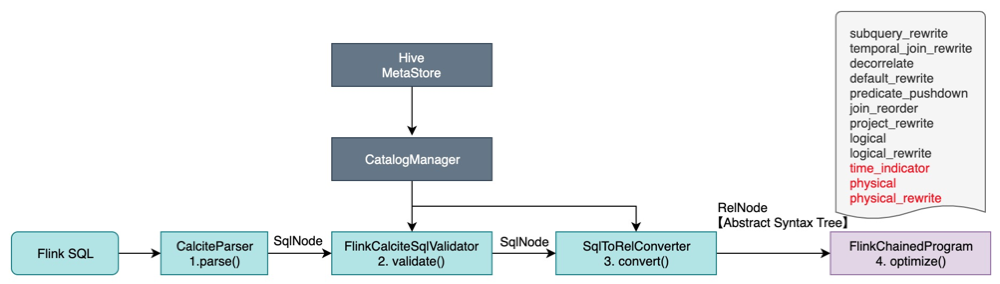 subquery_rewrite
temporal_join_rewrite
decorrelate
default_rewrite
predicate_pushdown
join_reorder
project_rewrite
logical
logical_rewrite
time_indicator
physical
physical_rewrite
Hive
MetaStore
CatalogManager
Flink SQL
CalciteParser
1.parse()
SqlNode
FlinkCalciteSqlValidator
2. validate()
SqlNode
SqlToRelConverter
3. convert()
RelNode
【Abstract Syntax Tree】
FlinkChainedProgram
4. optimize()